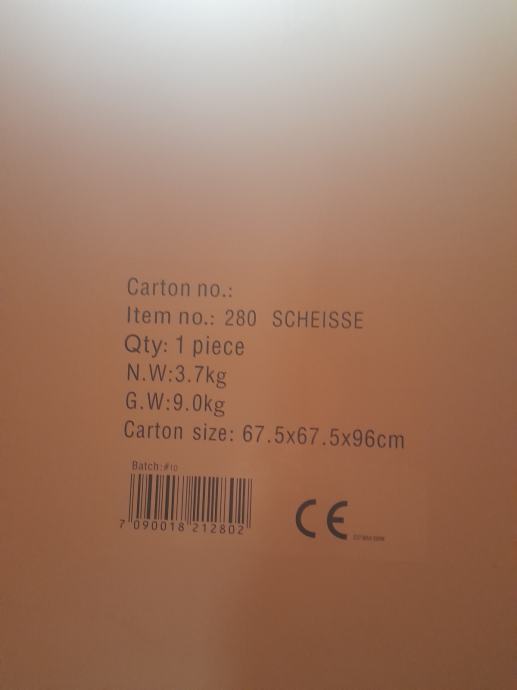 Carton no.:
Item no.: 280 SCHEISSE
Qty: 1 piece
N.W:3.7kg
G.W:9.0kg
Carton size: 67.5x67.5x96cm
Batch:#10
7 090018 212802
CE